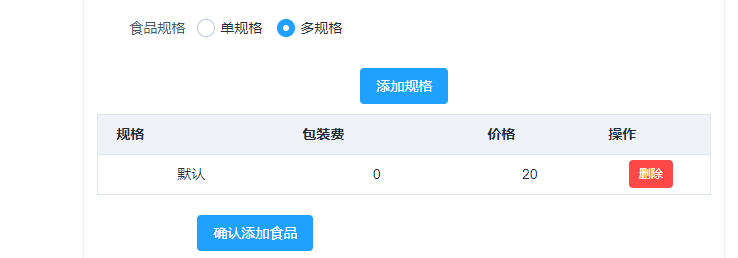 食品规格 单规格 多规格
添加规格
规格 包装费 价格 操作
默认 0 20 删除
确认添加食品